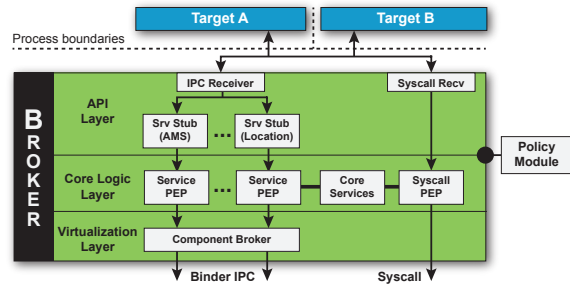 Target A
Target B
Process boundaries
BROKER
API
Layer
IPC Receiver
Syscall Recv
Srv Stub
(AMS)
...
Srv Stub
(Location)
Policy
Module
Core Logic
Layer
Service
PEP
...
Service
PEP
Core
Services
Syscall
PEP
Virtualization
Layer
Component Broker
Binder IPC
Syscall